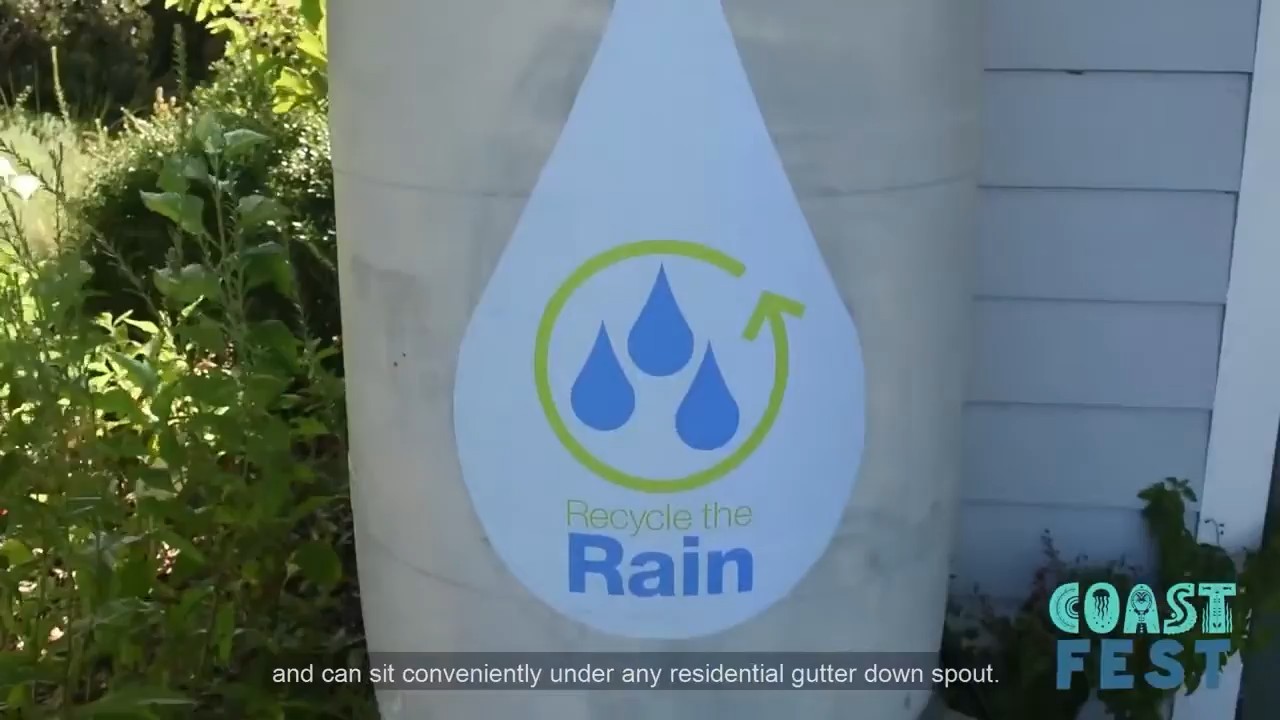 Recycle the
Rain
and can sit conveniently under any residential gutter down spout.
COAST
FEST